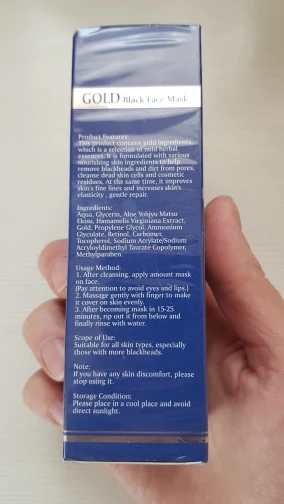 GOLD Black Face Mask
Product Features:
This product contains gold ingredients,
which is a selection of mild herbal
essences. It is formulated with various
nourishing skin ingredients to help
remove blackheads and dirt from pores,
cleanse dead skin cells and cosmetic
residues. At the same time, it improves
skin's fine lines and increases skin's
elasticity , gentle repair.
Ingredients:
Aqua, Glycerin, Aloe Yohjyu Matsu
Ekisu, Hamamelis Virginiana Extract,
Gold, Propylene Glycol, Ammonium
Glycolate, Retinol, Carbomer,
Tocopherol, Sodium Acrylate/Sodium
Acryloyldimethyl Taurate Copolymer,
Methylparaben.
Usage Method:
1. After cleansing, apply amount mask
on face.
(Pay attention to avoid eyes and lips.)
2. Massage gently with finger to make
it cover on skin evenly.
3. After becoming mask in 15-25
minutes, rip out it from below and
finally rinse with water.
Scope of Use:
Suitable for all skin types, especially
those with more blackheads.
Note:
If you have any skin discomfort, please
stop using it.
Storage Condition:
Please place in a cool place and avoid
direct sunlight.